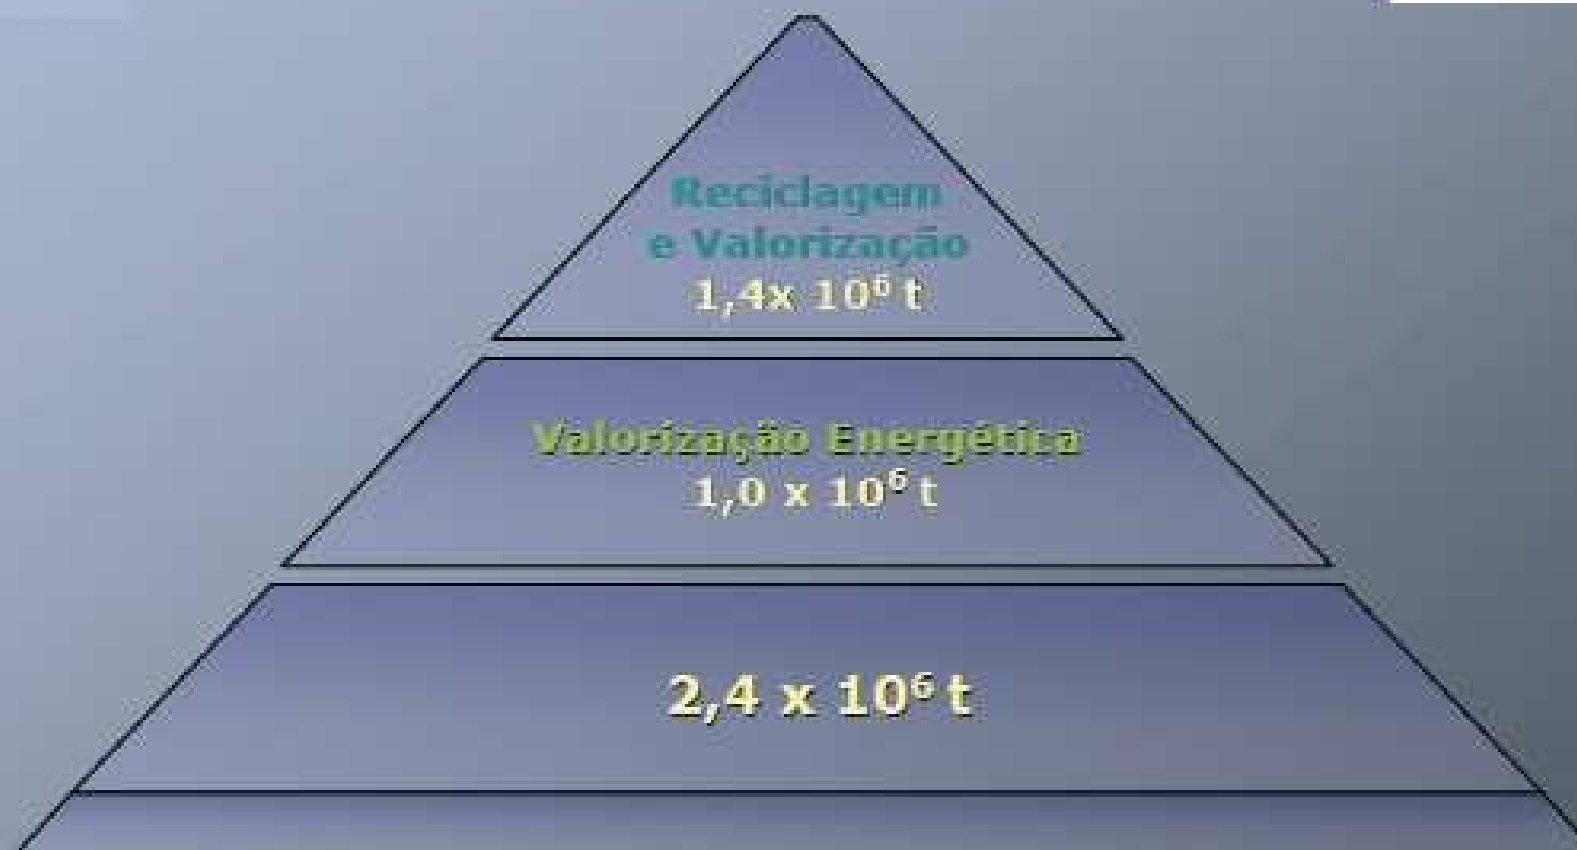 Reciclagem
e Valorização
1,4x 10⁶ t
Valorização Energética
1,0 x 10⁶ t
2,4 x 10⁶ t